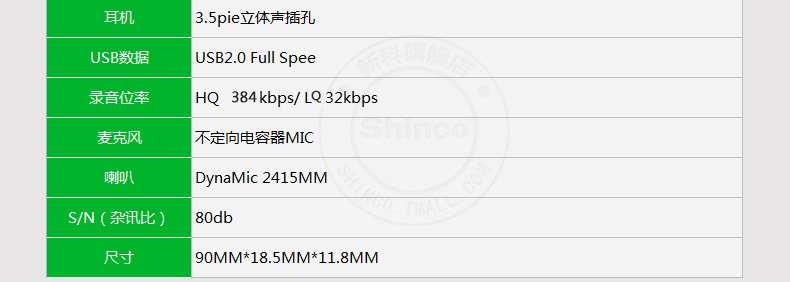 耳机 3.5pie立体声插孔
USB数据 USB2.0 Full Spee
录音位率 HQ 384 kbps/ LQ 32kbps
麦克风 不定向电容器MIC
喇叭 DynaMic 2415MM
S/N（杂讯比） 80db
尺寸 90MM*18.5MM*11.8MM
新科旗舰店
Shinco
SHINCO.TMALL.COM